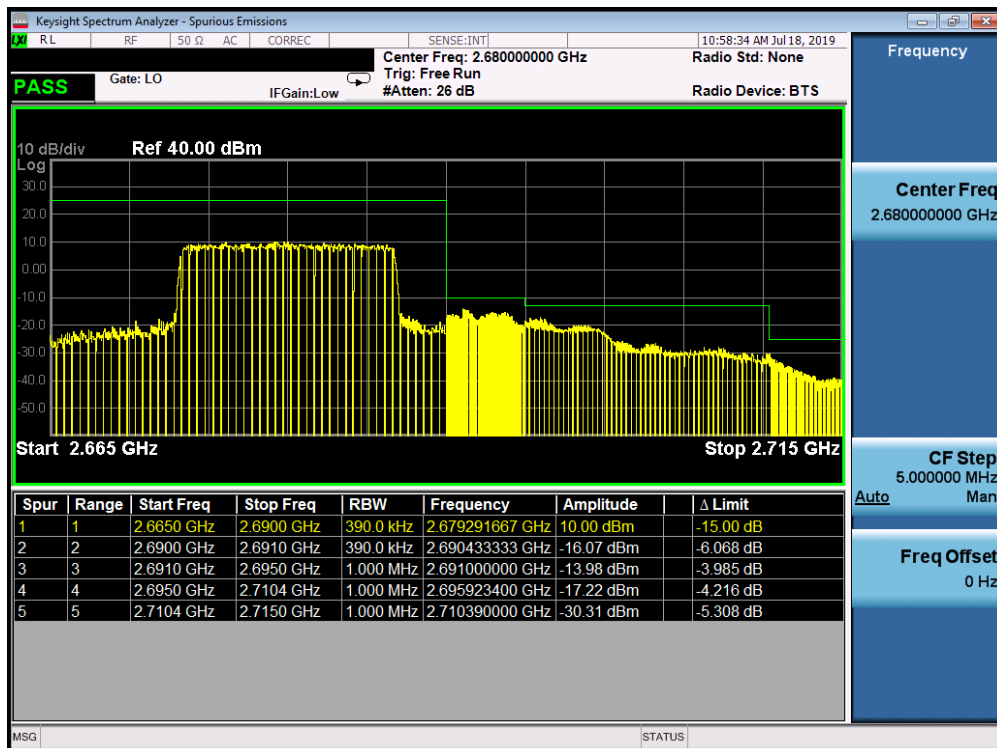 Keysight Spectrum Analyzer - Spurious Emissions
LXI RL RF 50 Ω AC CORREC SENSE:INT 10:58:34 AM Jul 18, 2019
Center Freq: 2.680000000 GHz Radio Std: None
Gate: LO Trig: Free Run
PASS IFGain:Low #Atten: 26 dB Radio Device: BTS
Frequency
10 dB/div Ref 40.00 dBm
Log
30.0
20.0
10.0
0.00
-10.0
-20.0
-30.0
-40.0
-50.0
Start 2.665 GHz Stop 2.715 GHz
Center Freq
2.680000000 GHz
CF Step
5.000000 MHz
Auto Man
Freq Offset
0 Hz
Spur Range Start Freq Stop Freq RBW Frequency Amplitude Δ Limit
1 1 2.6650 GHz 2.6900 GHz 390.0 kHz 2.679291667 GHz 10.00 dBm -15.00 dB
2 2 2.6900 GHz 2.6910 GHz 390.0 kHz 2.690433333 GHz -16.07 dBm -6.068 dB
3 3 2.6910 GHz 2.6950 GHz 1.000 MHz 2.691000000 GHz -13.98 dBm -3.985 dB
4 4 2.6950 GHz 2.7104 GHz 1.000 MHz 2.695923400 GHz -17.22 dBm -4.216 dB
5 5 2.7104 GHz 2.7150 GHz 1.000 MHz 2.710390000 GHz -30.31 dBm -5.308 dB
MSG STATUS